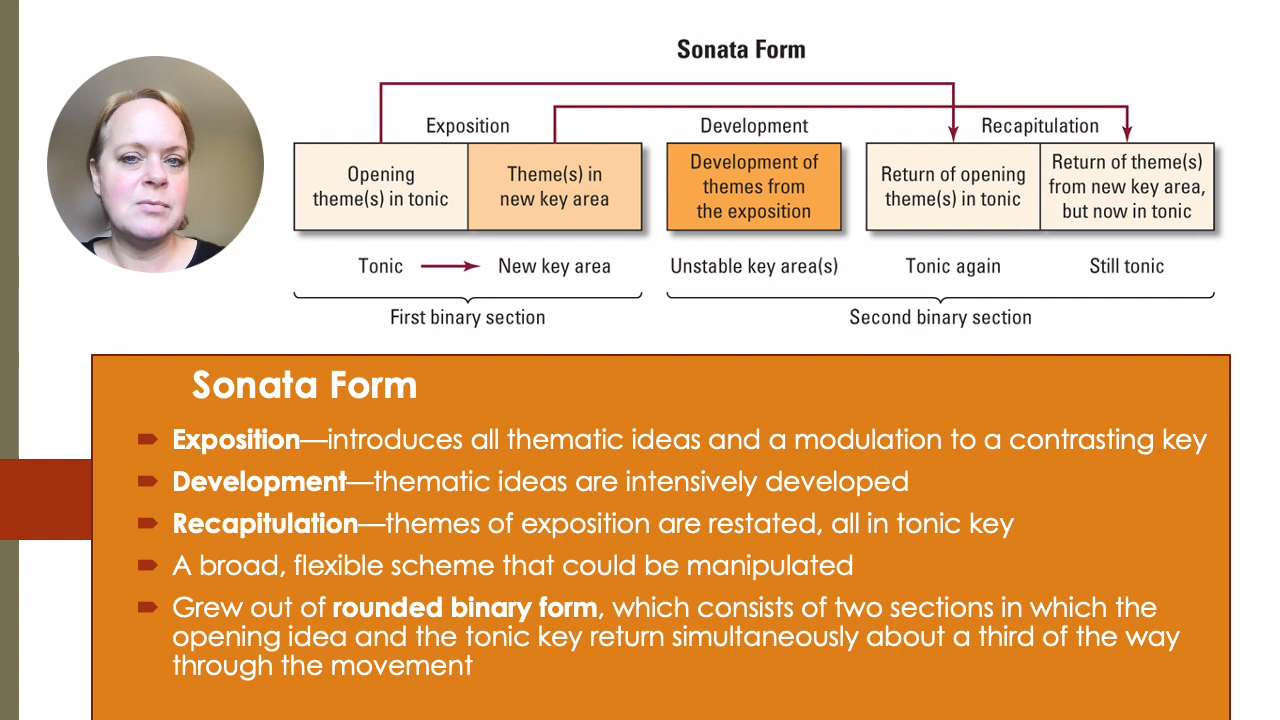 Sonata Form
Exposition
Development
Recapitulation
Opening
theme(s) in tonic
Theme(s) in
new key area
Development of
themes from
the exposition
Return of opening
theme(s) in tonic
Return of theme(s)
from new key area,
but now in tonic
Tonic
New key area
Unstable key area(s)
Tonic again
Still tonic
First binary section
Second binary section
Sonata Form
Exposition—introduces all thematic ideas and a modulation to a contrasting key
Development—thematic ideas are intensively developed
Recapitulation—themes of exposition are restated, all in tonic key
A broad, flexible scheme that could be manipulated
Grew out of rounded binary form, which consists of two sections in which the
opening idea and the tonic key return simultaneously about a third of the way
through the movement